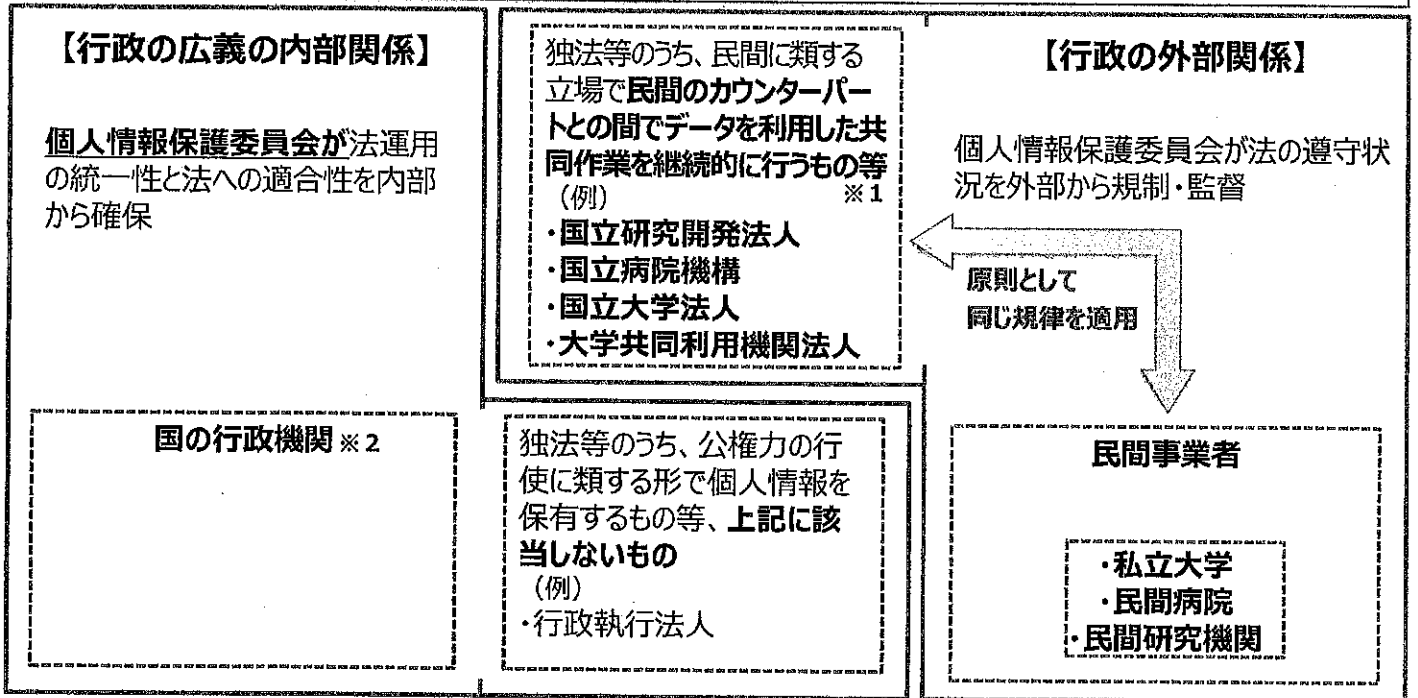 【行政の広義の内部関係】
個人情報保護委員会が法運用
の統一性と法への適合性を内部
から確保
独法等のうち、民間に類する
立場で民間のカウンターパー
トとの間でデータを利用した共
同作業を継続的に行うもの等
(例) ※1
・国立研究開発法人
・国立病院機構
・国立大学法人
・大学共同利用機関法人
【行政の外部関係】
個人情報保護委員会が法の遵守状
況を外部から規制・監督
原則として
同じ規律を適用
国の行政機関※2
独法等のうち、公権力の行
使に類する形で個人情報を
保有するもの等、上記に該
当しないもの
(例)
・行政執行法人
民間事業者
・私立大学
・民間病院
・民間研究機関